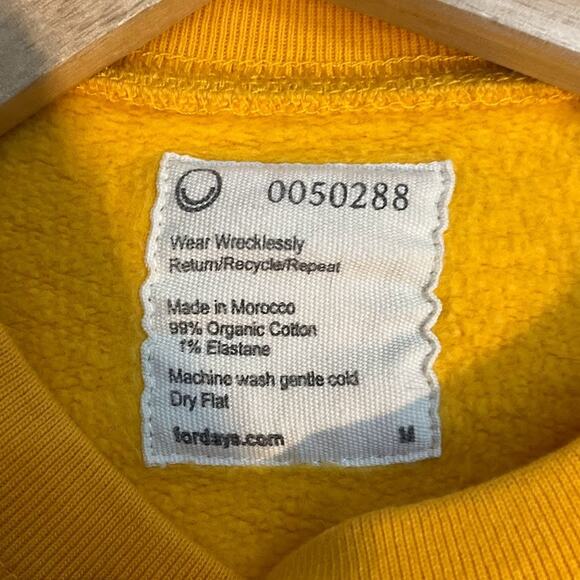 0050288
Wear Wrecklessly
Return/Recycle/Repeat
Made in Morocco
99% Organic Cotton
1% Elastane
Machine wash gentle cold
Dry Flat
fordays.com M